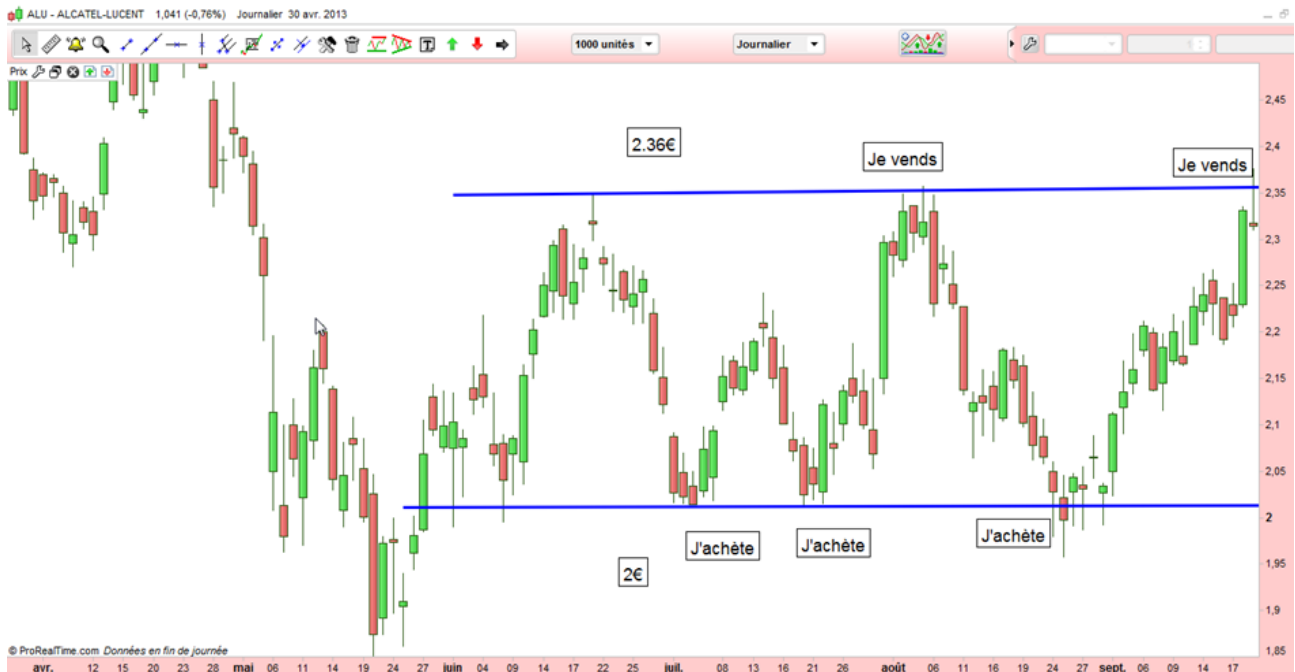 ALU - ALCATEL-LUCENT 1,041 (-0,76%) Journalier 30 avr. 2013
1000 unités
Journalier
Prix
2.36€
Je vends
Je vends
J'achète
J'achète
J'achète
2€
2,45
2,4
2,35
2,3
2,25
2,2
2,15
2,1
2,05
2
1,95
1,9
1,85
© ProRealTime.com Données en fin de journée
avr. 12 15 20 23 28 mai 06 11 14 19 24 27 juin 04 09 14 17 22 25 juil. 08 13 16 21 26 août 06 11 16 19 24 27 sept. 06 09 14 17